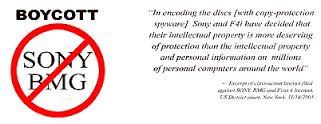 BOYCOTT
SONY
BMG
"In encoding the discs [with copy-protection
spyware] Sony and F4i have decided that
their intellectual property is more deserving
of protection than the intellectual property
and personal information on millions
of personal computers around the world"
-- Excerpt of class-action lawsuit filed
against SONY, BMG and First 4 Internet,
US District court, New York, 11/14/2005